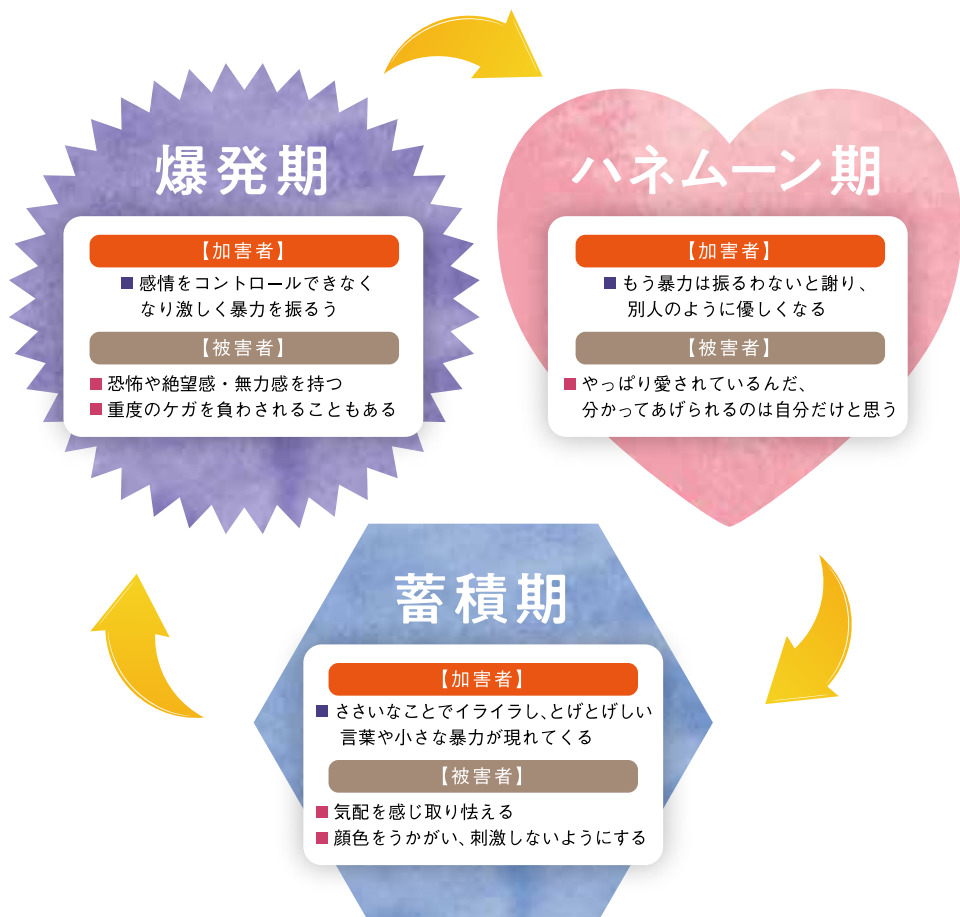 爆発期
【加害者】
■ 感情をコントロールできなく
なり激しく暴力を振るう
【被害者】
■ 恐怖や絶望感・無力感を持つ
■ 重度のケガを負わされることもある
ハネムーン期
【加害者】
■ もう暴力は振るわないと謝り、
別人のように優しくなる
【被害者】
■ やっぱり愛されているんだ、
分かってあげられるのは自分だけと思う
蓄積期
【加害者】
■ ささいなことでイライラし、とげとげしい
言葉や小さな暴力が現れてくる
【被害者】
■ 気配を感じ取り怯える
■ 顔色をうかがい、刺激しないようにする